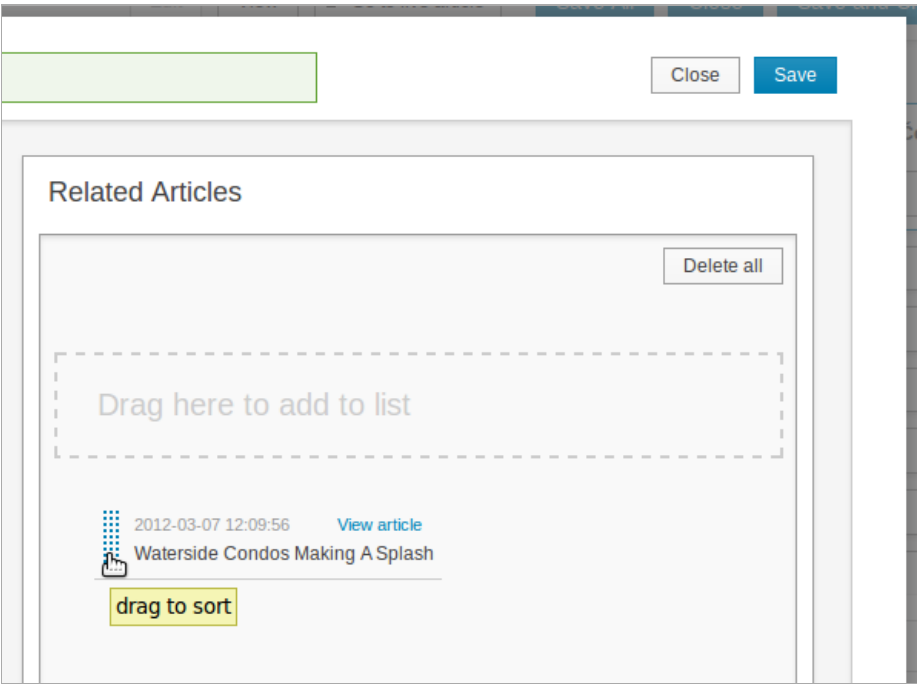 Close Save
Related Articles
Delete all
Drag here to add to list
2012-03-07 12:09:56 View article
Waterside Condos Making A Splash
drag to sort